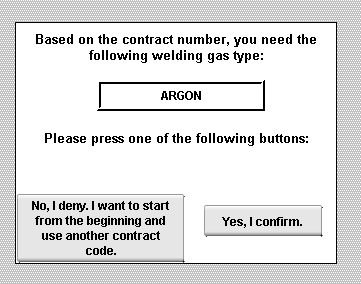 Based on the contract number, you need the
following welding gas type:
ARGON
Please press one of the following buttons:
No, I deny. I want to start
from the beginning and
use another contract
code.
Yes, I confirm.